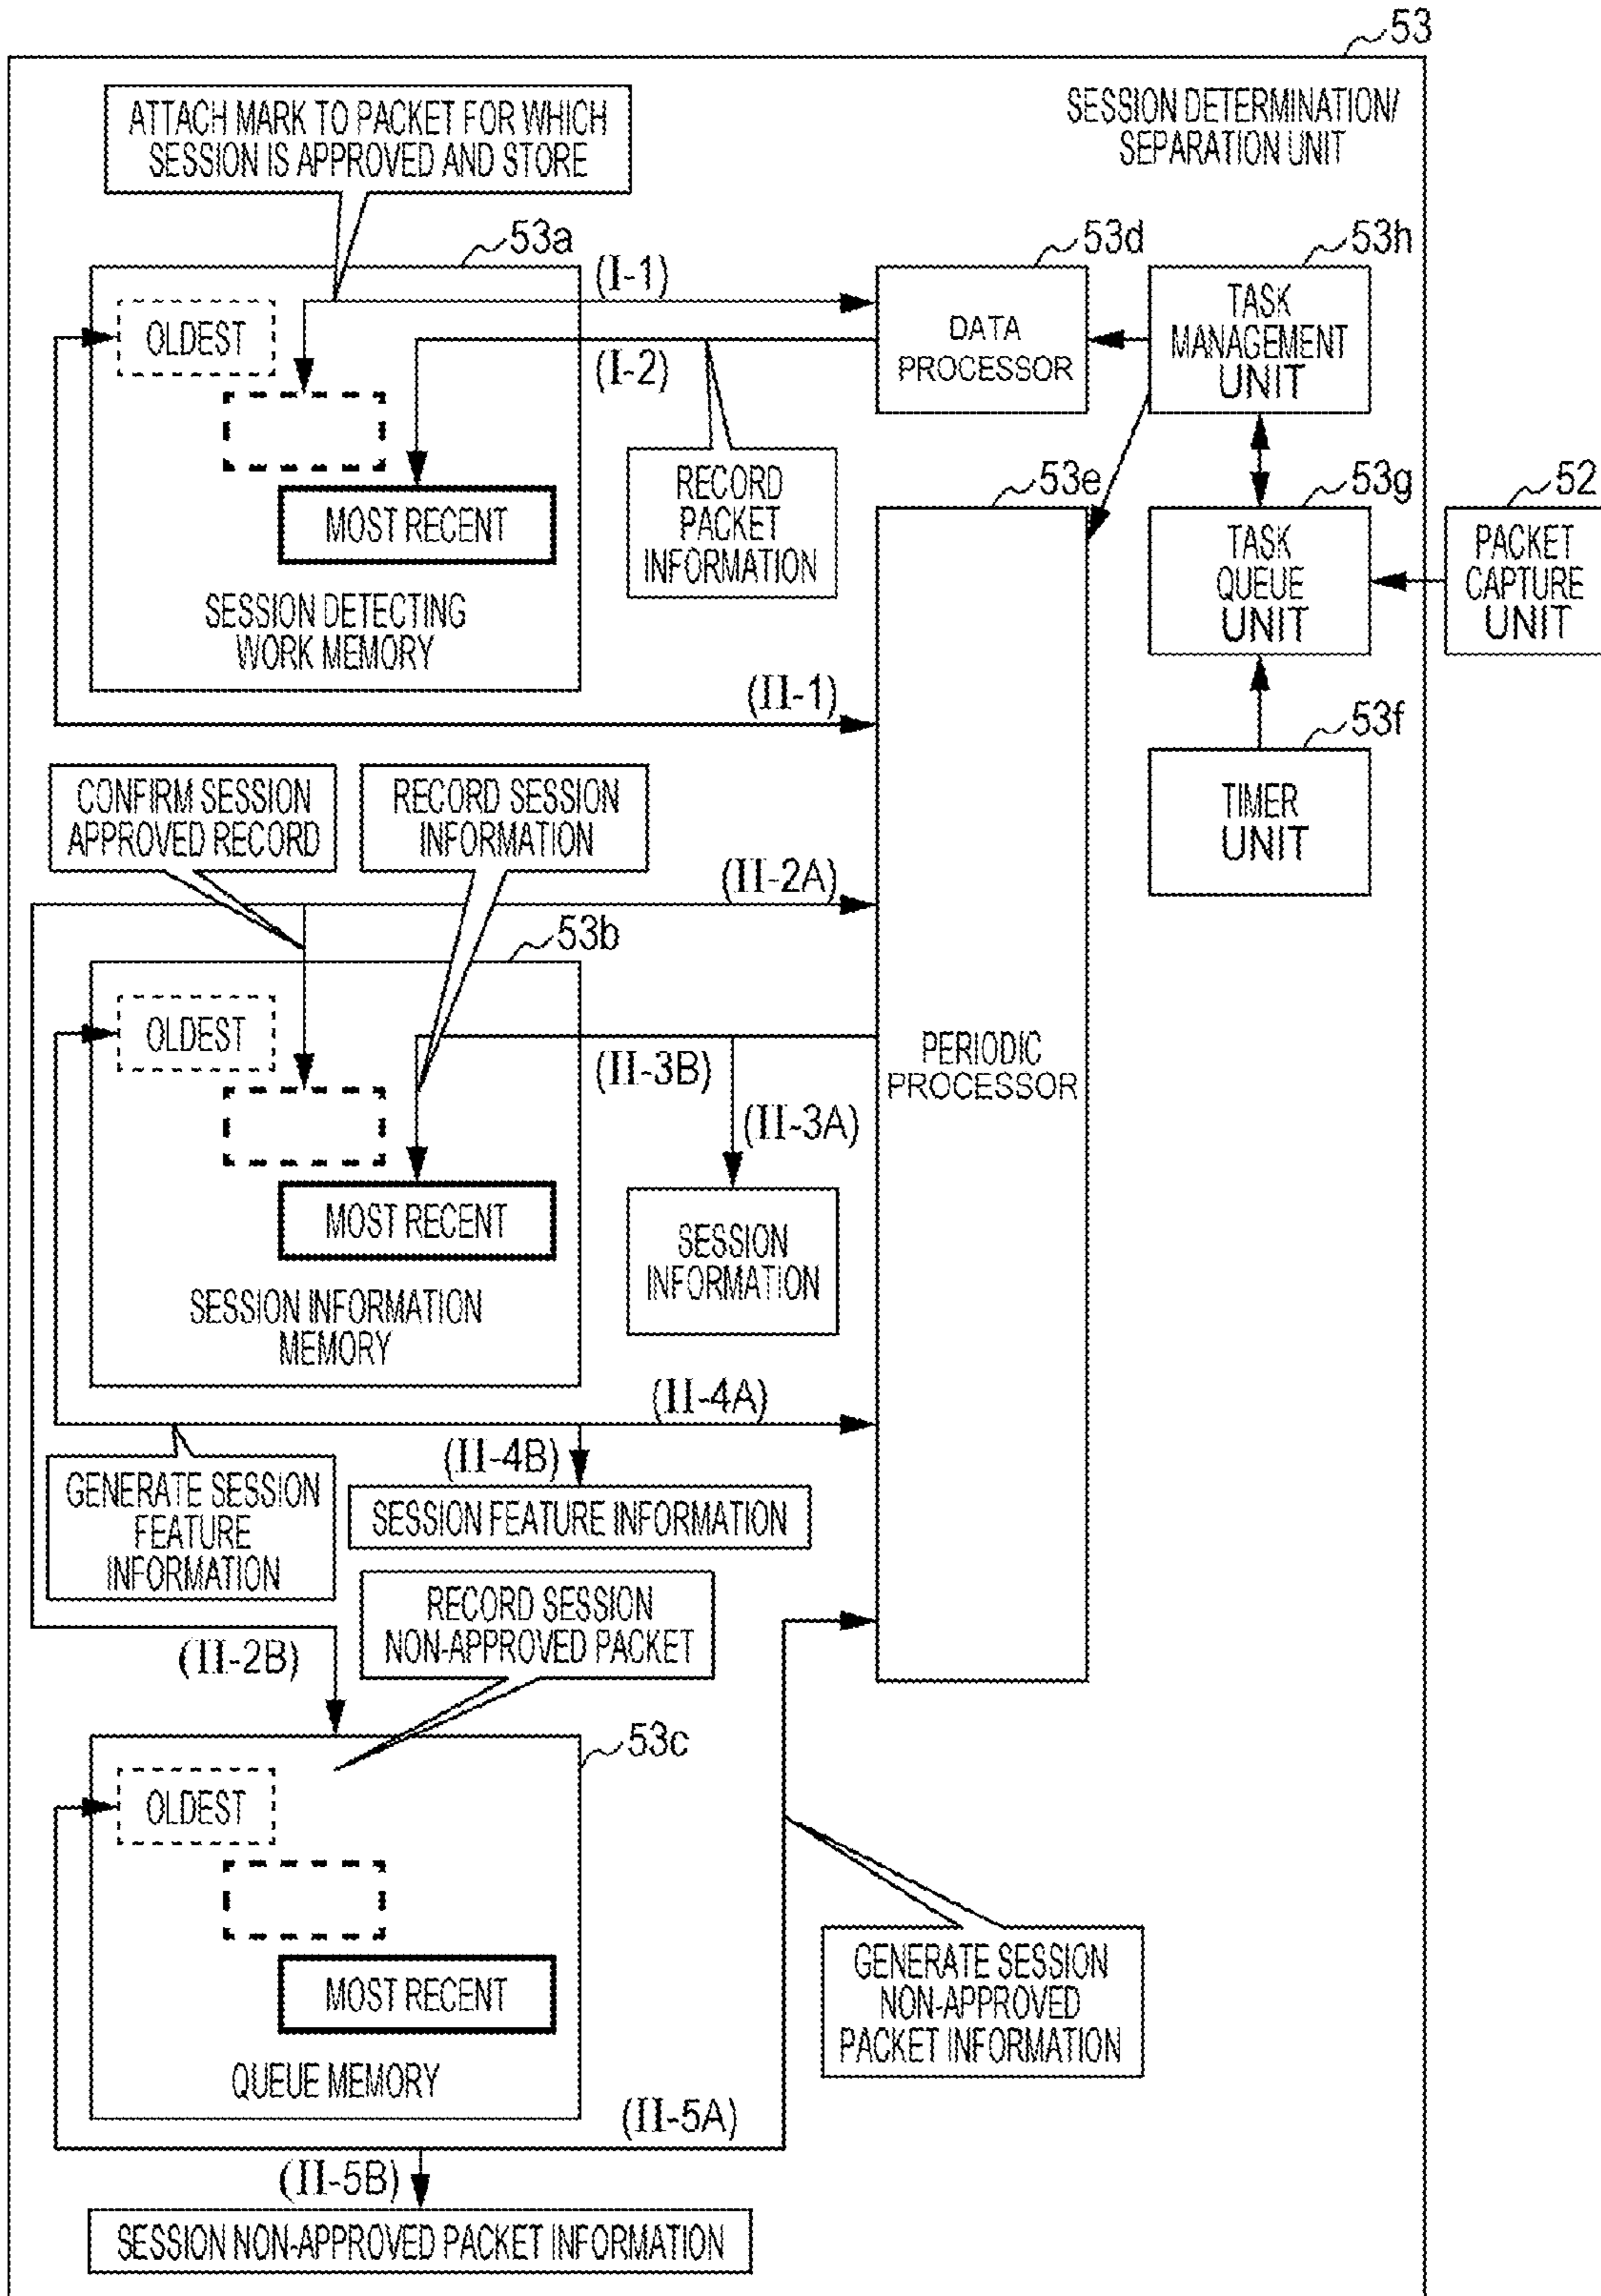 53
SESSION DETERMINATION/
SEPARATION UNIT
ATTACH MARK TO PACKET FOR WHICH
SESSION IS APPROVED AND STORE
53a
(I-1)
53d
53h
OLDEST
(I-2)
DATA
PROCESSOR
TASK
MANAGEMENT
UNIT
MOST RECENT
RECORD
PACKET
INFORMATION
53e
53g
52
TASK
QUEUE
UNIT
PACKET
CAPTURE
UNIT
SESSION DETECTING
WORK MEMORY
(II-1)
53f
TIMER
UNIT
CONFIRM SESSION
APPROVED RECORD
RECORD SESSION
INFORMATION
(II-2A)
53b
OLDEST
(II-3B)
(II-3A)
PERIODIC
PROCESSOR
MOST RECENT
SESSION
INFORMATION
SESSION INFORMATION
MEMORY
(II-4A)
(II-4B)
GENERATE SESSION
FEATURE
INFORMATION
SESSION FEATURE INFORMATION
RECORD SESSION
NON-APPROVED PACKET
(II-2B)
53c
OLDEST
MOST RECENT
GENERATE SESSION
NON-APPROVED
PACKET INFORMATION
QUEUE MEMORY
(II-5A)
(II-5B)
SESSION NON-APPROVED PACKET INFORMATION